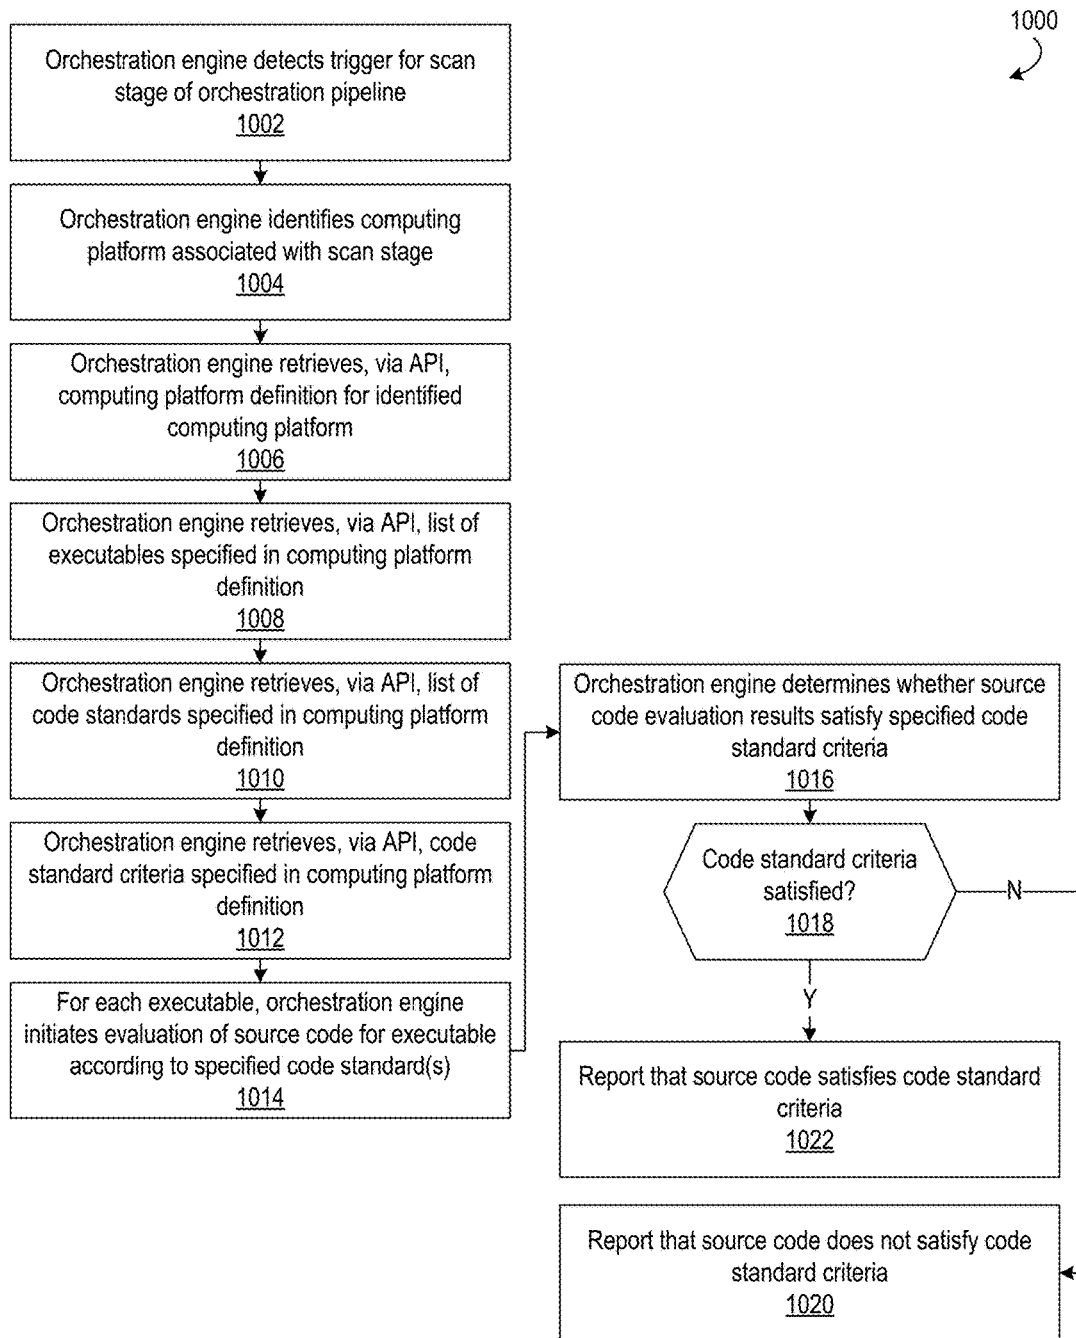 1000
Orchestration engine detects trigger for scan
stage of orchestration pipeline
1002
Orchestration engine identifies computing
platform associated with scan stage
1004
Orchestration engine retrieves, via API,
computing platform definition for identified
computing platform
1006
Orchestration engine retrieves, via API, list of
executables specified in computing platform
definition
1008
Orchestration engine retrieves, via API, list of
code standards specified in computing platform
definition
1010
Orchestration engine retrieves, via API, code
standard criteria specified in computing platform
definition
1012
For each executable, orchestration engine
initiates evaluation of source code for executable
according to specified code standard(s)
1014
Orchestration engine determines whether source
code evaluation results satisfy specified code
standard criteria
1016
Code standard criteria
satisfied?
1018
N
Y
Report that source code satisfies code standard
criteria
1022
Report that source code does not satisfy code
standard criteria
1020